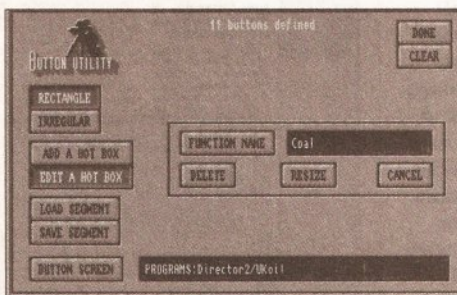 11 buttons defined
DONE
CLEAR
BUTTON UTILITY
RECTANGLE
IRREGULAR
ADD A HOT BOX
EDIT A HOT BOX
FUNCTION NAME Coal
DELETE RESIZE CANCEL
LOAD SEGMENT
SAVE SEGMENT
BUTTON SCREEN PROGRAMS:Director2/UKoil